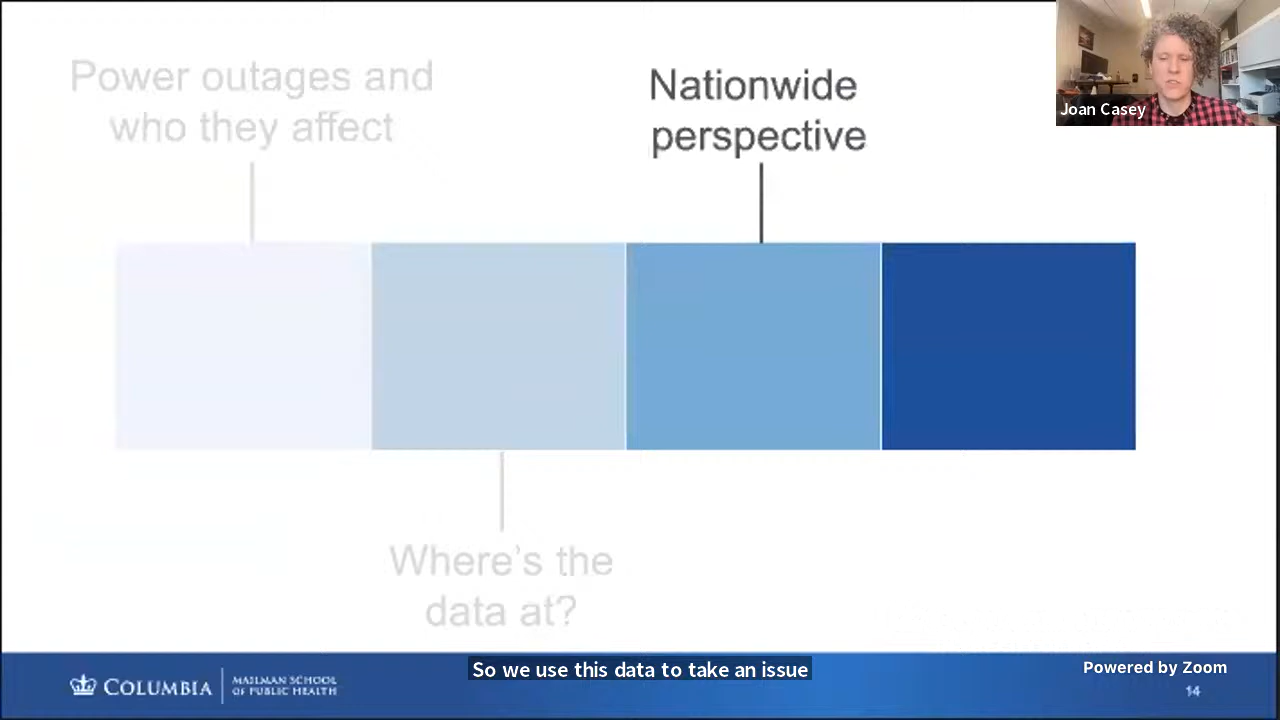 Power outages and
who they affect
Nationwide
perspective
Joan Casey
Where's the
data at?
COLUMBIA
MAILMAN SCHOOL
OF PUBLIC HEALTH
So we use this data to take an issue
Powered by Zoom
14